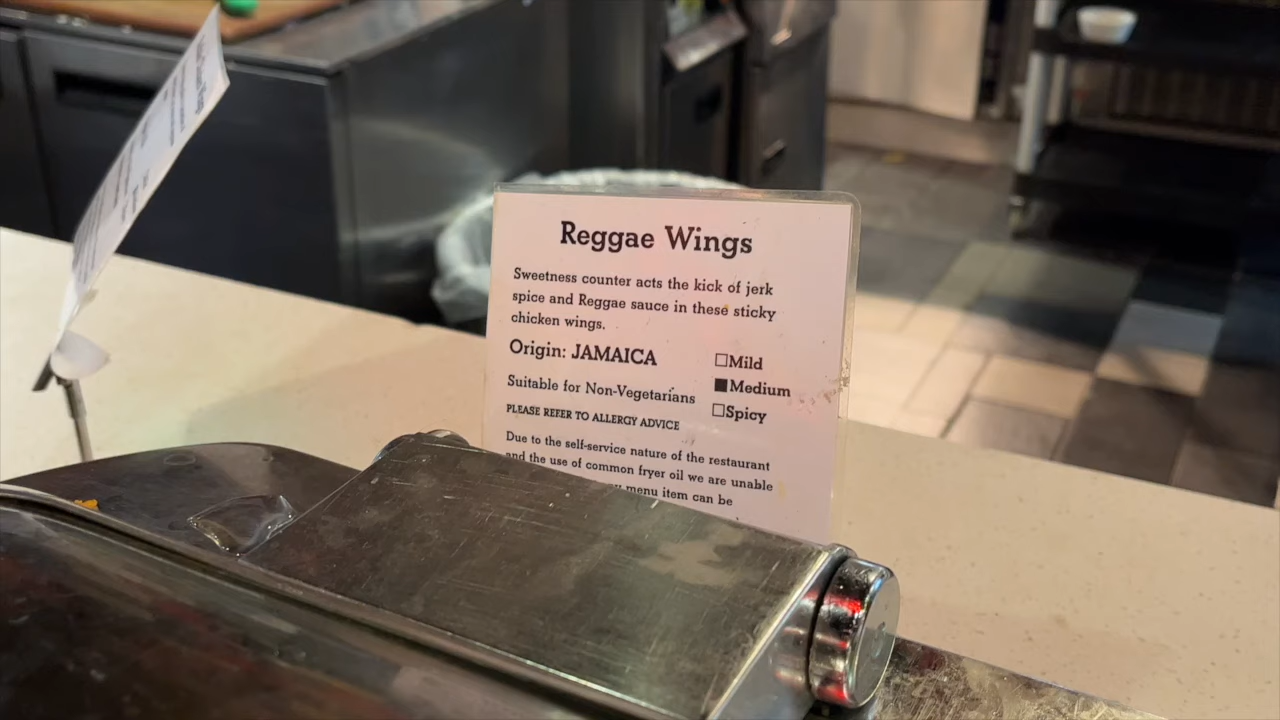 Reggae Wings
Sweetness counter acts the kick of jerk
spice and Reggae sauce in these sticky
chicken wings.
Origin: JAMAICA
☐Mild
Suitable for Non-Vegetarians
■Medium
PLEASE REFER TO ALLERGY ADVICE
☐Spicy
Due to the self-service nature of the restaurant
and the use of common fryer oil we are unable
menu item can be